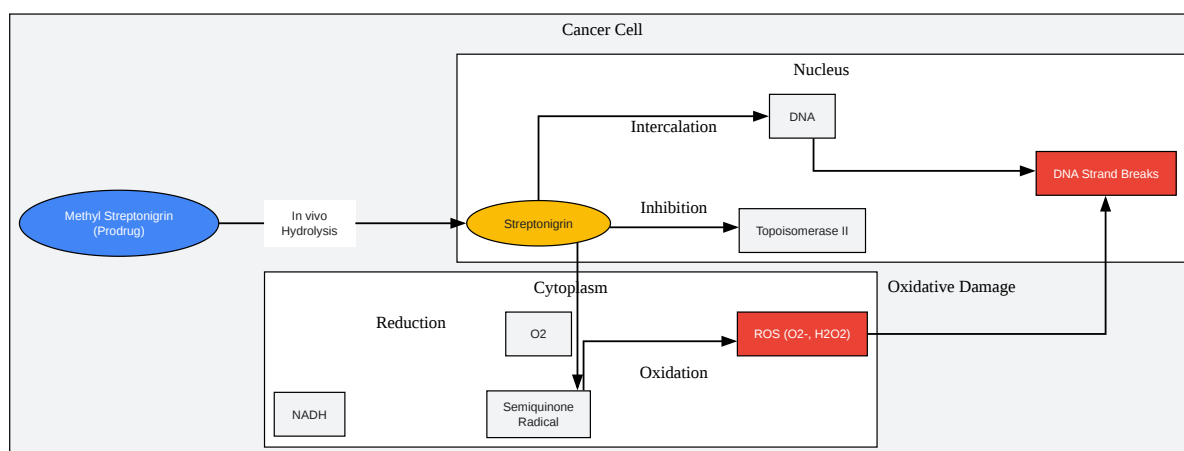 Cancer Cell
Nucleus
DNA
Intercalation
DNA Strand Breaks
Methyl Streptonigrin
(Prodrug)
In vivo
Hydrolysis
Streptonigrin
Inhibition
Topoisomerase II
Cytoplasm
Oxidative Damage
Reduction
O2
ROS (O2-, H2O2)
Oxidation
NADH
Semiquinone
Radical